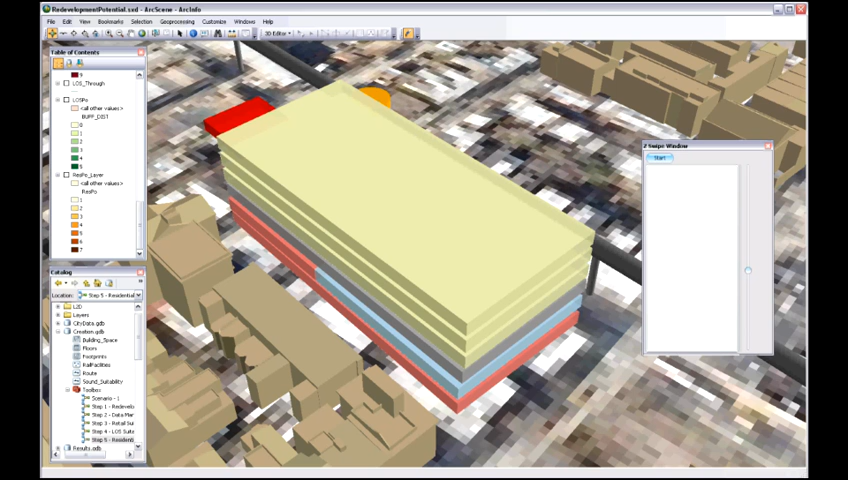 RedevelopmentPotential.sxd - ArcScene - ArcInfo
File Edit View Bookmarks Selection Geoprocessing Customize Windows Help
3D Editor
Table of Contents
9
LOS_Through
LOSPo
<all other values>
BUFF_DIST
0
1
2
3
4
5
ResPo_Layer
<all other values>
ResPo
1
2
3
4
5
6
7
Z Swipe Window
Start
Catalog
Location: Step 5 - Residential
Layers
CityData.gdb
Creation.gdb
Building_Space
Floors
Footprints
RailFacilities
Route
Sound_Suitability
Toolbox
Scenario - 1
Step 1 - Redevelo
Step 2 - Data Man
Step 3 - Retail Sui
Step 4 - LOS Suita
Step 5 - Residenti
Results.gdb